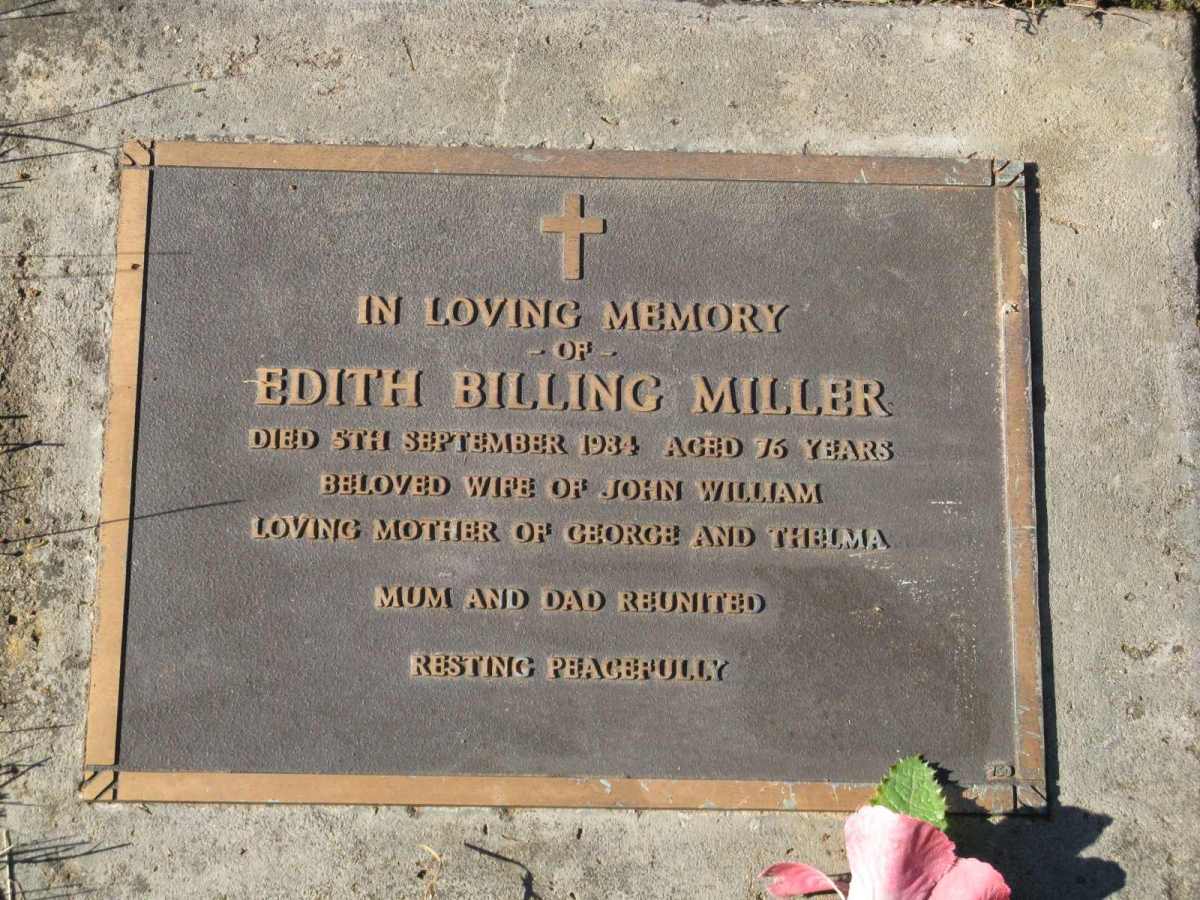 IN LOVING MEMORY
- OF -
EDITH BILLING MILLER
DIED 5TH SEPTEMBER 1984 AGED 76 YEARS
BELOVED WIFE OF JOHN WILLIAM
LOVING MOTHER OF GEORGE AND THELMA
MUM AND DAD REUNITED
RESTING PEACEFULLY